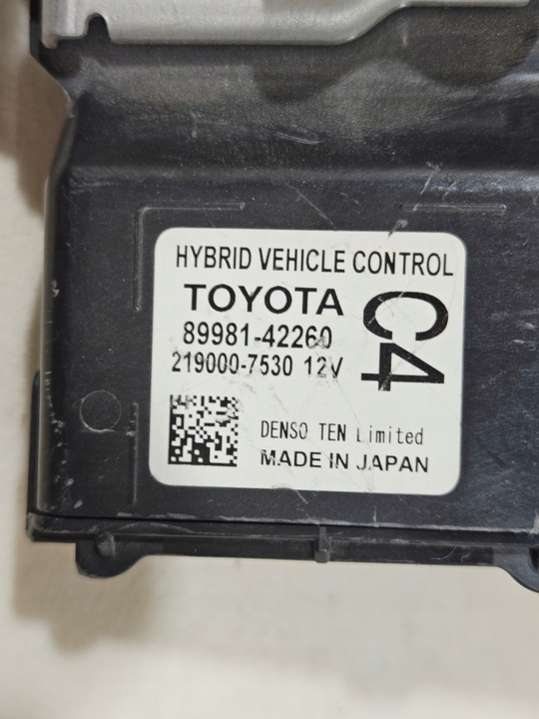 HYBRID VEHICLE CONTROL
TOYOTA
89981-42260
219000-7530 12V
C4
DENSO TEN Limited
MADE IN JAPAN